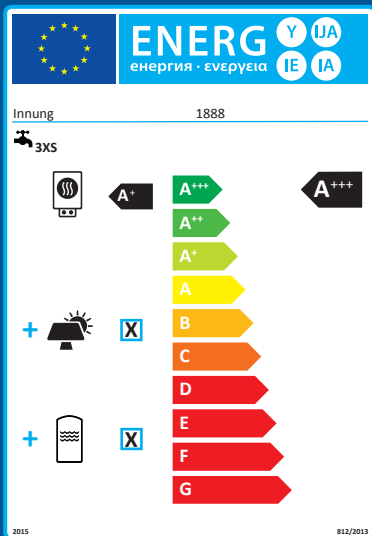 ENERG
Y IJA
IE IA
енергия · ενεργεια
Innung 1888
3XS
A+
A+++
A+++
A++
A+
A
B
X
C
D
E
X
F
G
2015 812/2013